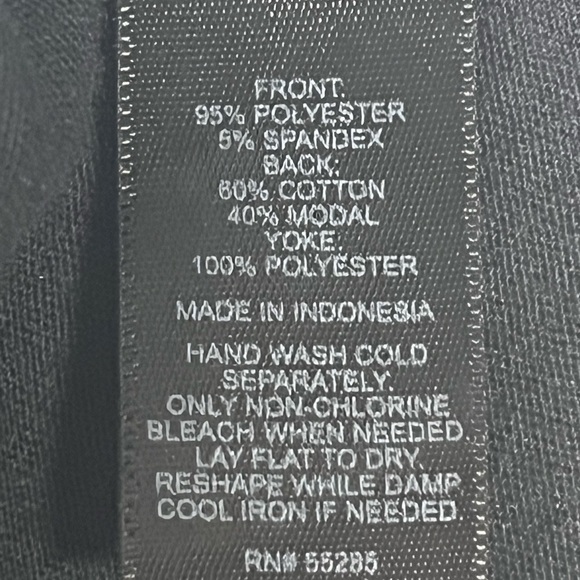 FRONT:
95% POLYESTER
5% SPANDEX
BACK:
60% COTTON
40% MODAL
YOKE:
100% POLYESTER
MADE IN INDONESIA
HAND WASH COLD
SEPARATELY.
ONLY NON-CHLORINE
BLEACH WHEN NEEDED.
LAY FLAT TO DRY.
RESHAPE WHILE DAMP
COOL IRON IF NEEDED
RN# 55285